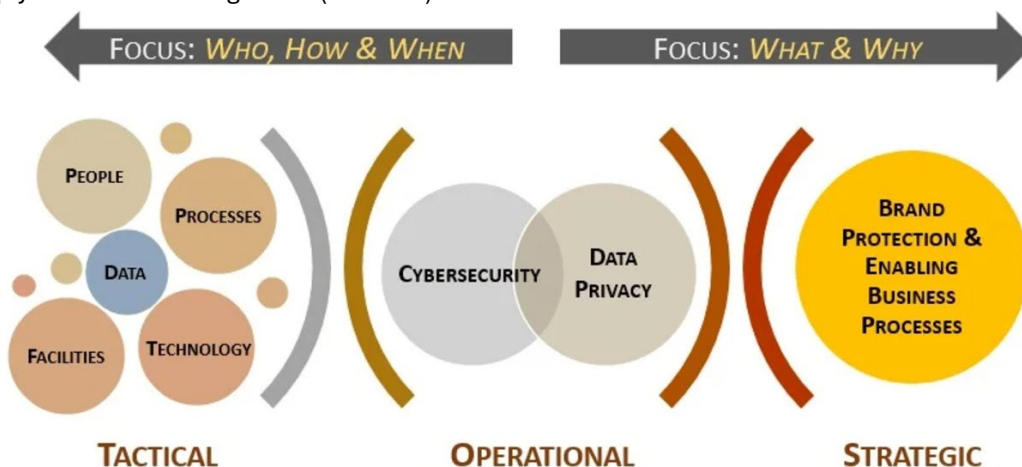 FOCUS: WHO, HOW & WHEN
FOCUS: WHAT & WHY
PEOPLE
PROCESSES
DATA
FACILITIES
TECHNOLOGY
CYBERSECURITY
DATA
PRIVACY
BRAND
PROTECTION &
ENABLING
BUSINESS
PROCESSES
TACTICAL
OPERATIONAL
STRATEGIC